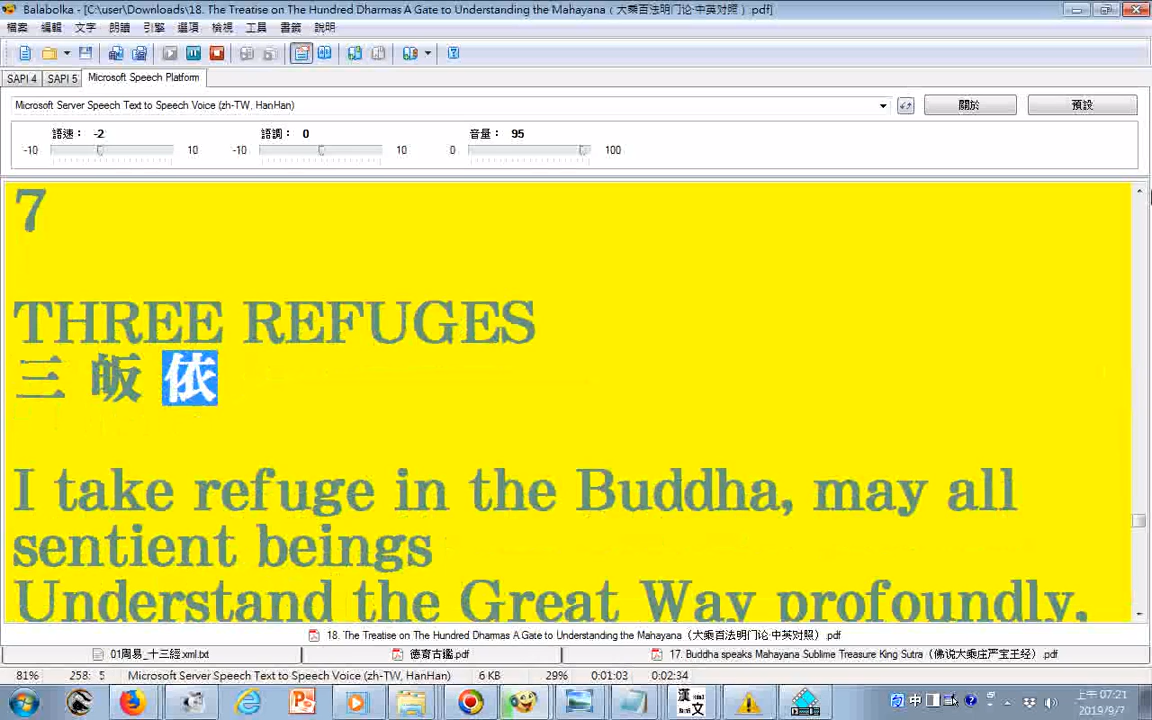 Balabolka - [C:\user\Downloads\18. The Treatise on The Hundred Dharmas A Gate to Understanding the Mahayana（大乘百法明门论·中英对照）.pdf]
檔案 編輯 文字 朗讀 引擎 選項 檢視 工具 書籤 說明
SAPI 4 SAPI 5 Microsoft Speech Platform
Microsoft Server Speech Text to Speech Voice (zh-TW, HanHan) 關於 預設
語速： -2 語調： 0 音量： 95
-10 10 -10 10 0 100
7
THREE REFUGES
三 皈 依
I take refuge in the Buddha, may all
sentient beings
Understand the Great Way profoundly,
18. The Treatise on The Hundred Dharmas A Gate to Understanding the Mahayana（大乘百法明门论·中英对照）.pdf
01周易_十三經.xml.txt 德育古鑑.pdf 17. Buddha speaks Mahayana Sublime Treasure King Sutra（佛说大乘庄严宝王经）.pdf
81% 258: 5 Microsoft Server Speech Text to Speech Voice (zh-TW, HanHan) 6 KB 29% 0:01:03 0:02:34
漢文 中 上午 07:21
2019/9/7